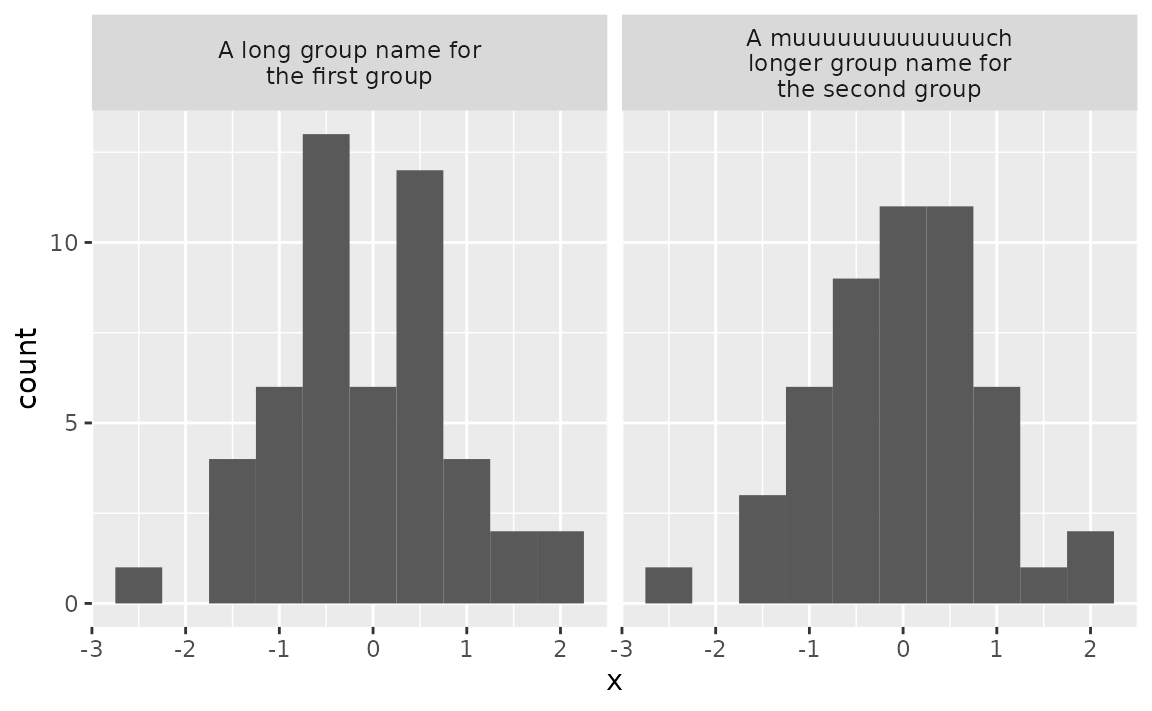 A long group name for
the first group
A muuuuuuuuuuuuuch
longer group name for
the second group
10
5
0
count
-3 -2 -1 0 1 2
-3 -2 -1 0 1 2
x